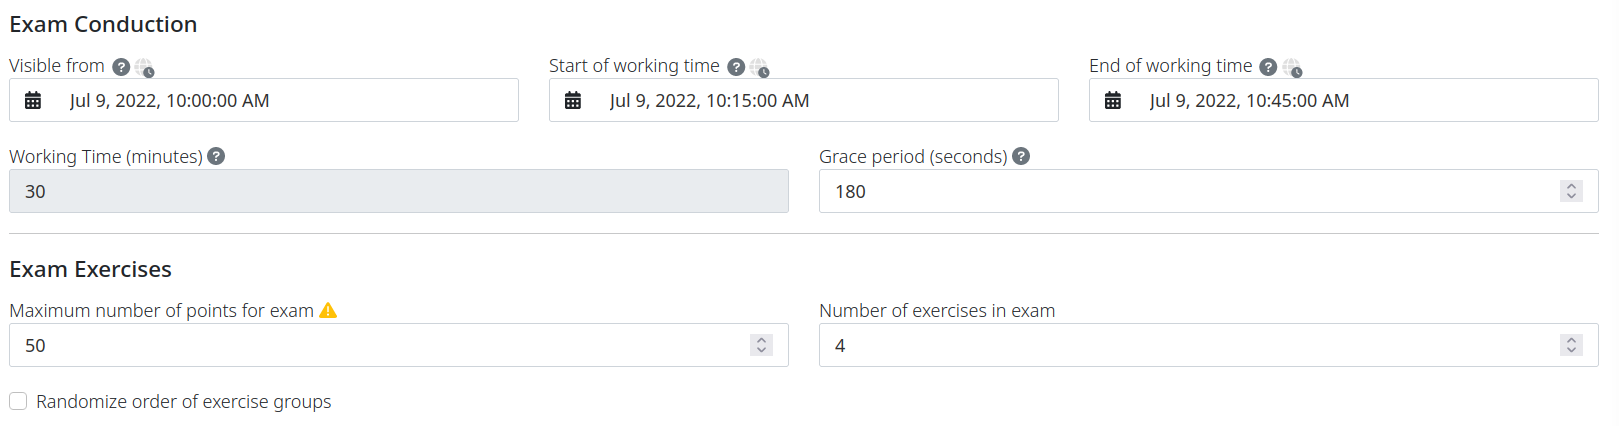 Exam Conduction
Visible from
Start of working time
End of working time
Jul 9, 2022, 10:00:00 AM
Jul 9, 2022, 10:15:00 AM
Jul 9, 2022, 10:45:00 AM
Working Time (minutes)
Grace period (seconds)
30
180
Exam Exercises
Maximum number of points for exam
Number of exercises in exam
50
4
Randomize order of exercise groups